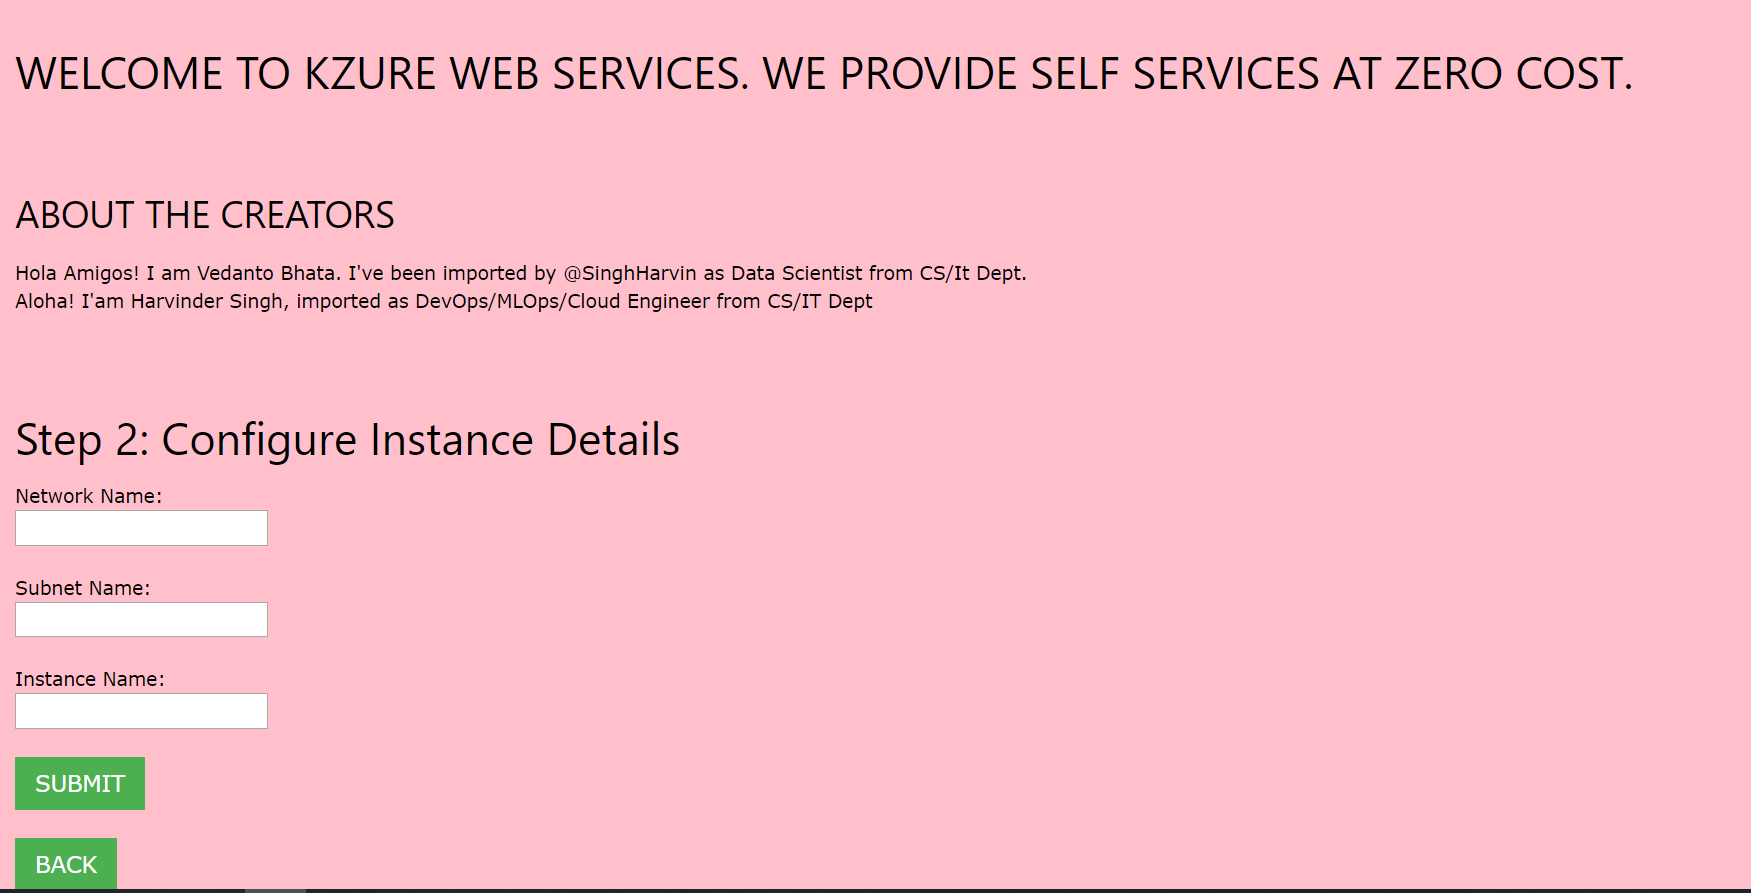 WELCOME TO KZURE WEB SERVICES. WE PROVIDE SELF SERVICES AT ZERO COST.
ABOUT THE CREATORS
Hola Amigos! I am Vedanto Bhata. I've been imported by @SinghHarvin as Data Scientist from CS/It Dept.
Aloha! I'am Harvinder Singh, imported as DevOps/MLOps/Cloud Engineer from CS/IT Dept
Step 2: Configure Instance Details
Network Name:
Subnet Name:
Instance Name:
SUBMIT
BACK